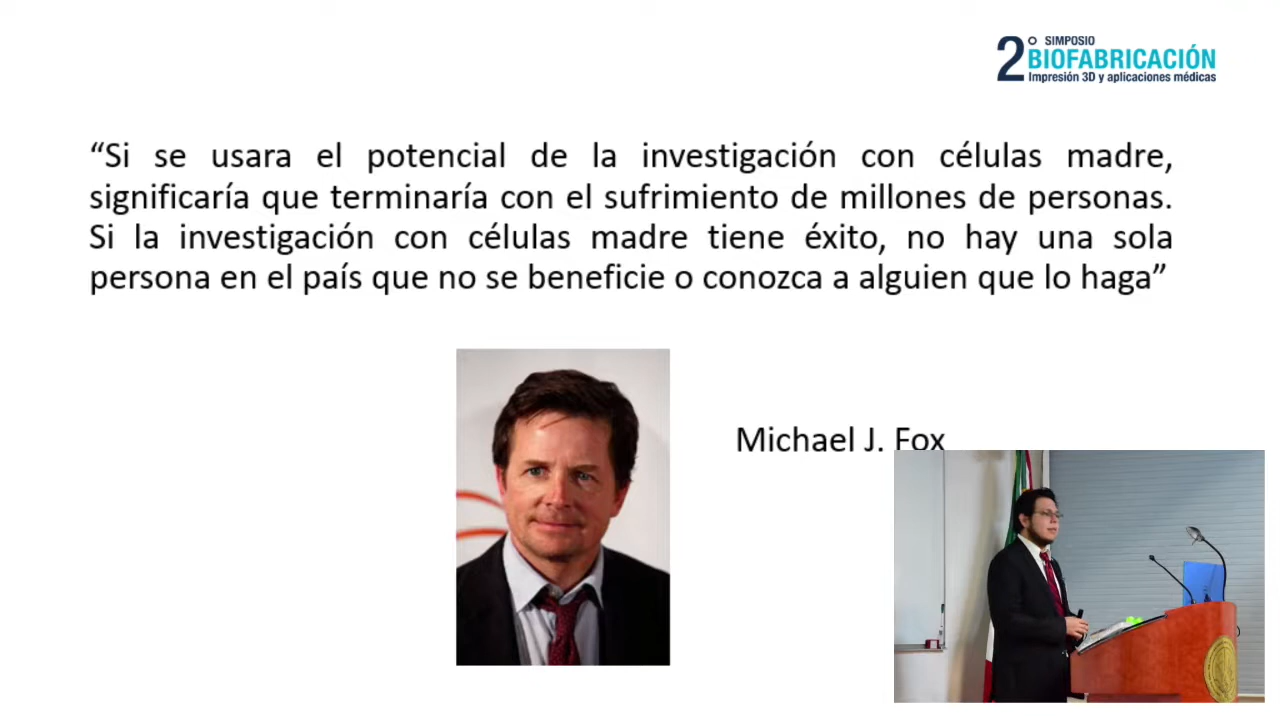 2° SIMPOSIO
BIOFABRICACIÓN
Impresión 3D y aplicaciones médicas
“Si se usara el potencial de la investigación con células madre,
significaría que terminaría con el sufrimiento de millones de personas.
Si la investigación con células madre tiene éxito, no hay una sola
persona en el país que no se beneficie o conozca a alguien que lo haga”
Michael J. Fox